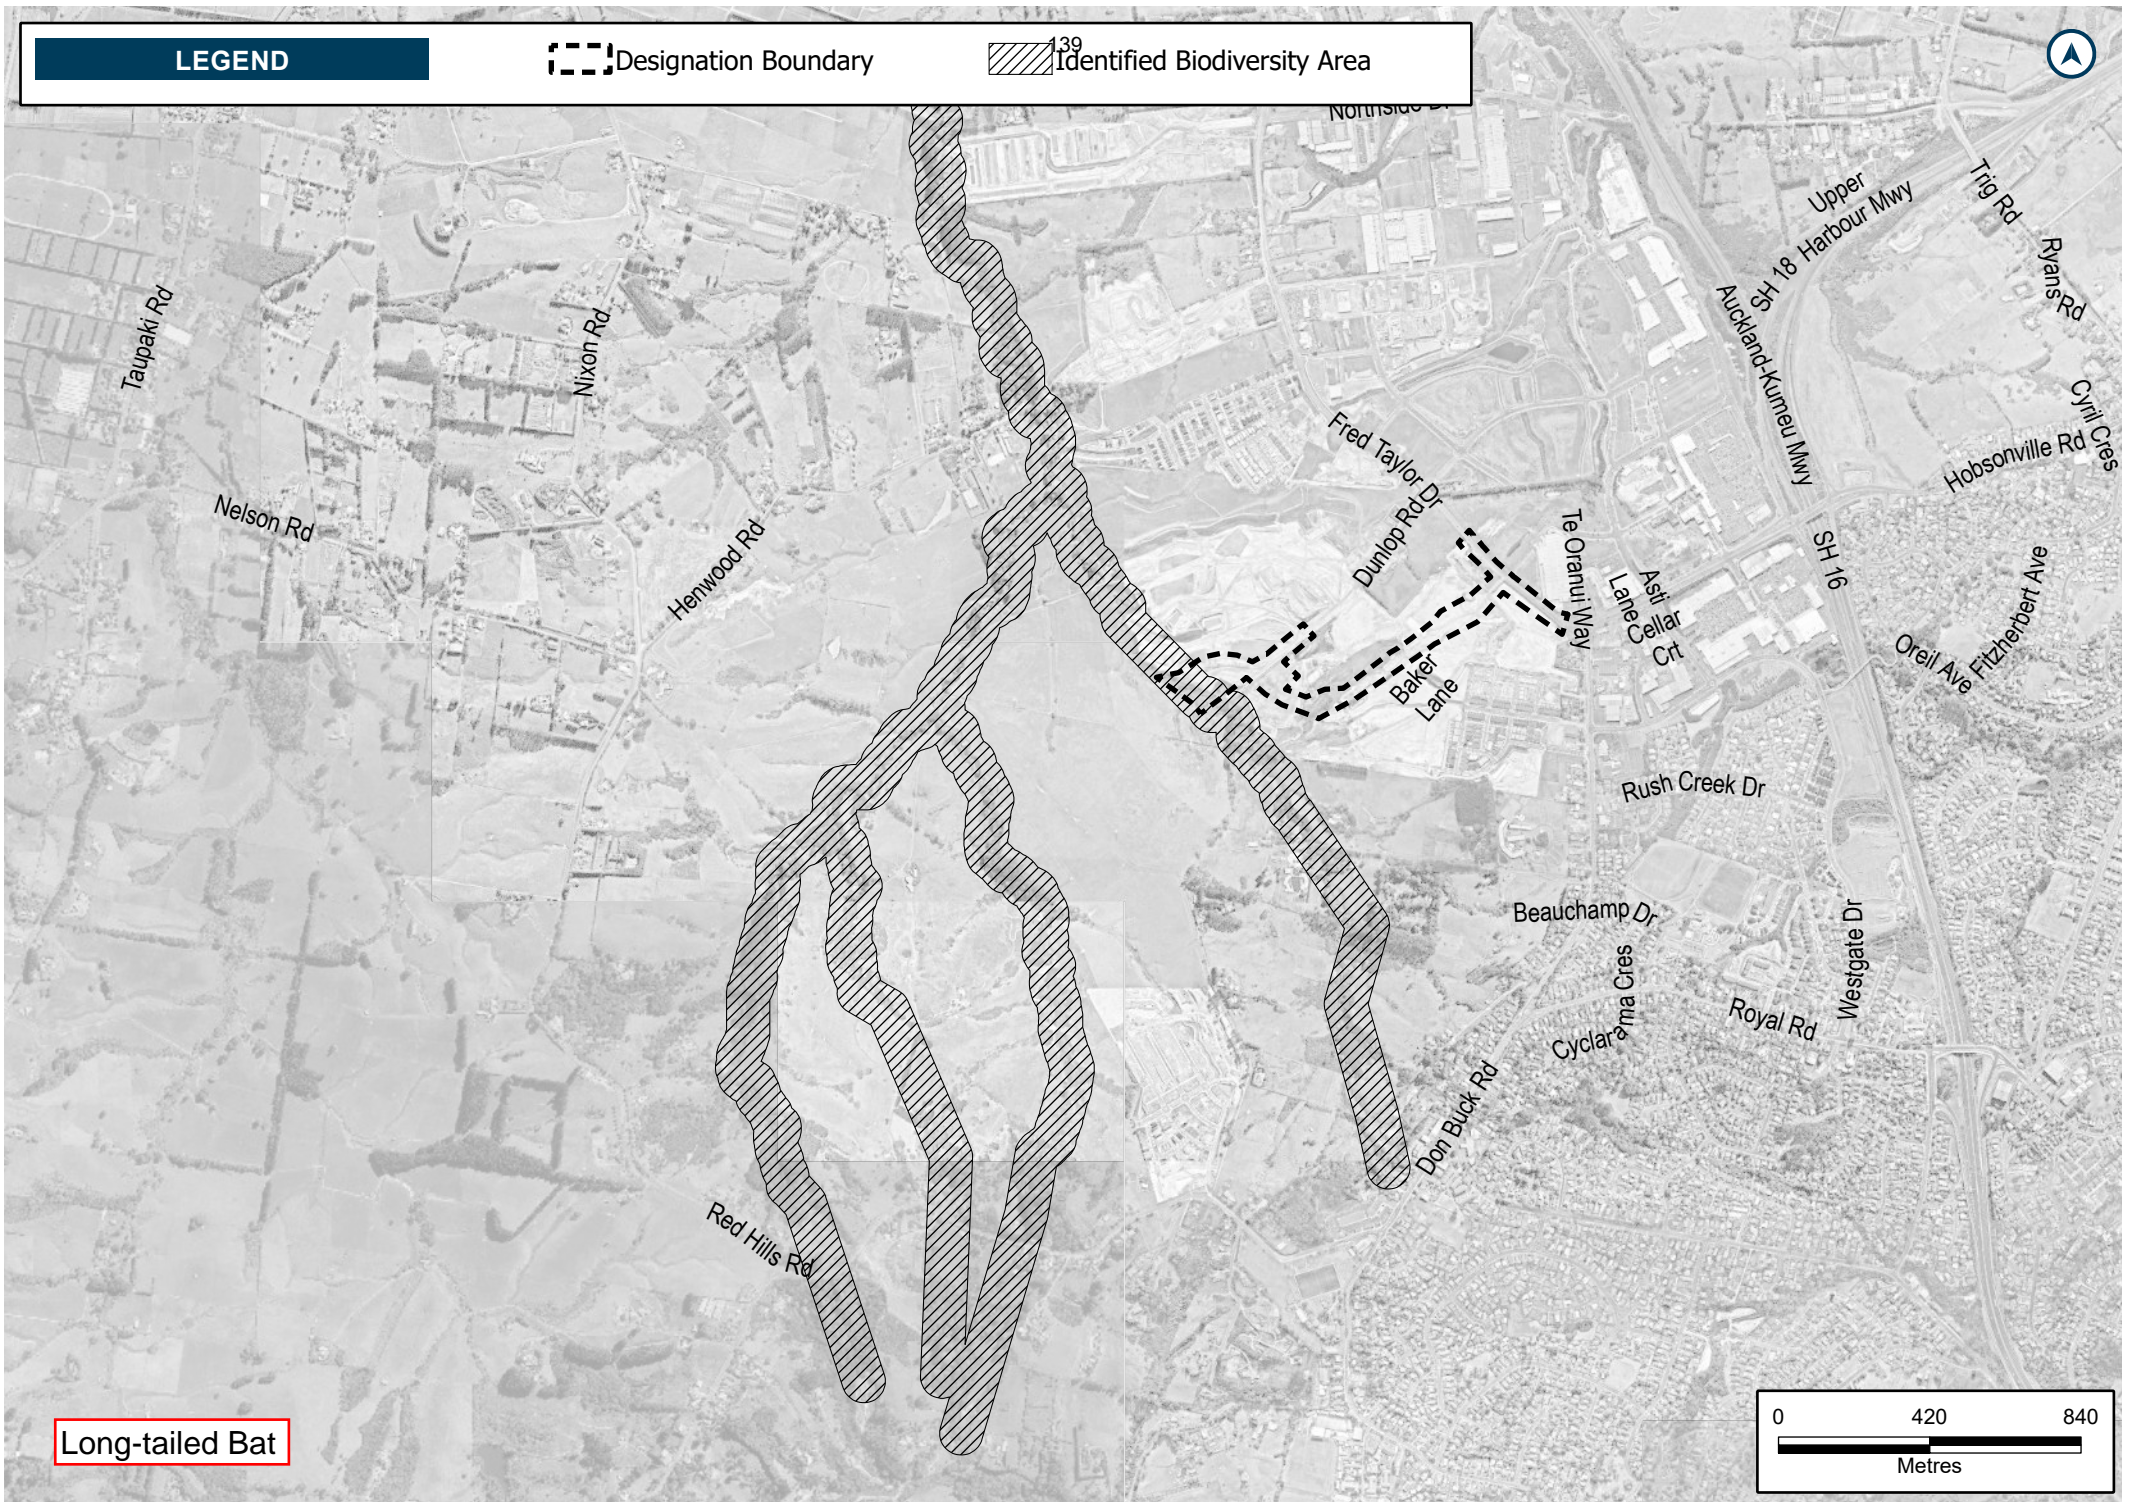 LEGEND
Designation Boundary
139
Identified Biodiversity Area
Northside D
Upper
Harbour Mwy
SH 18
Trig Rd
Ryans Rd
Auckland-Kumeu Mwy
Cyril Cres
Hobsonville Rd
Taupaki Rd
Nixon Rd
Nelson Rd
Henwood Rd
Fred Taylor Dr
Dunlop Rd
Te Oranui Way
Asti
Lane
Cellar
Crt
SH 16
Fitzherbert Ave
Oreil Ave
Baker
Lane
Rush Creek Dr
Beauchamp Dr
Cyclarama Cres
Westgate Dr
Royal Rd
Don Buck Rd
Red Hills Rd
Long-tailed Bat
0 420 840
Metres